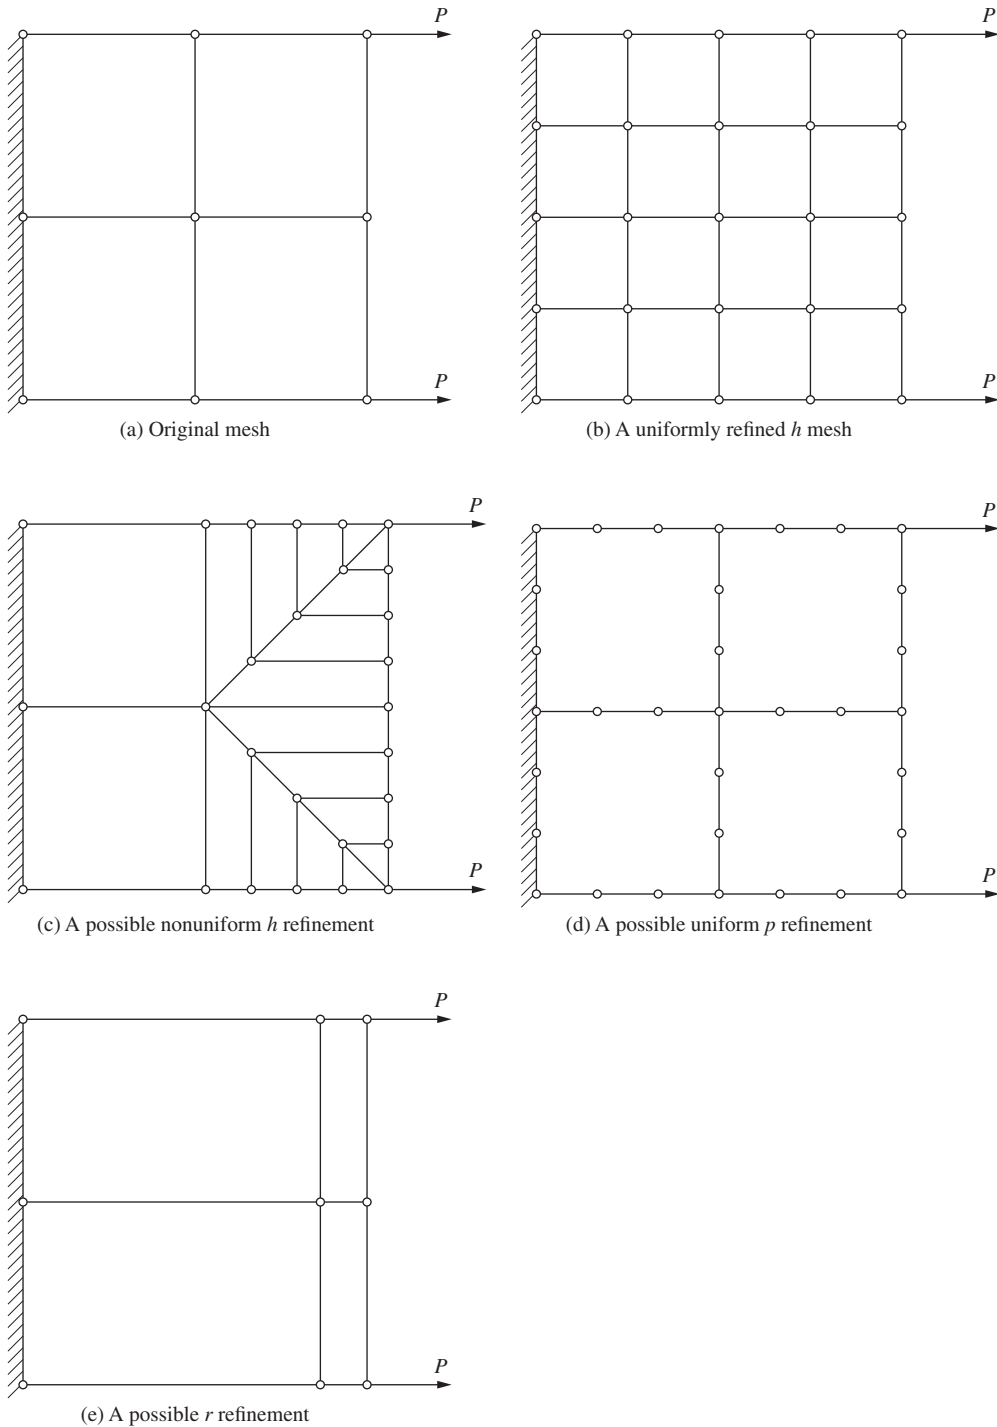 P
P
P
P
(a) Original mesh
(b) A uniformly refined h mesh
P
P
P
P
(c) A possible nonuniform h refinement
(d) A possible uniform p refinement
P
P
(e) A possible r refinement